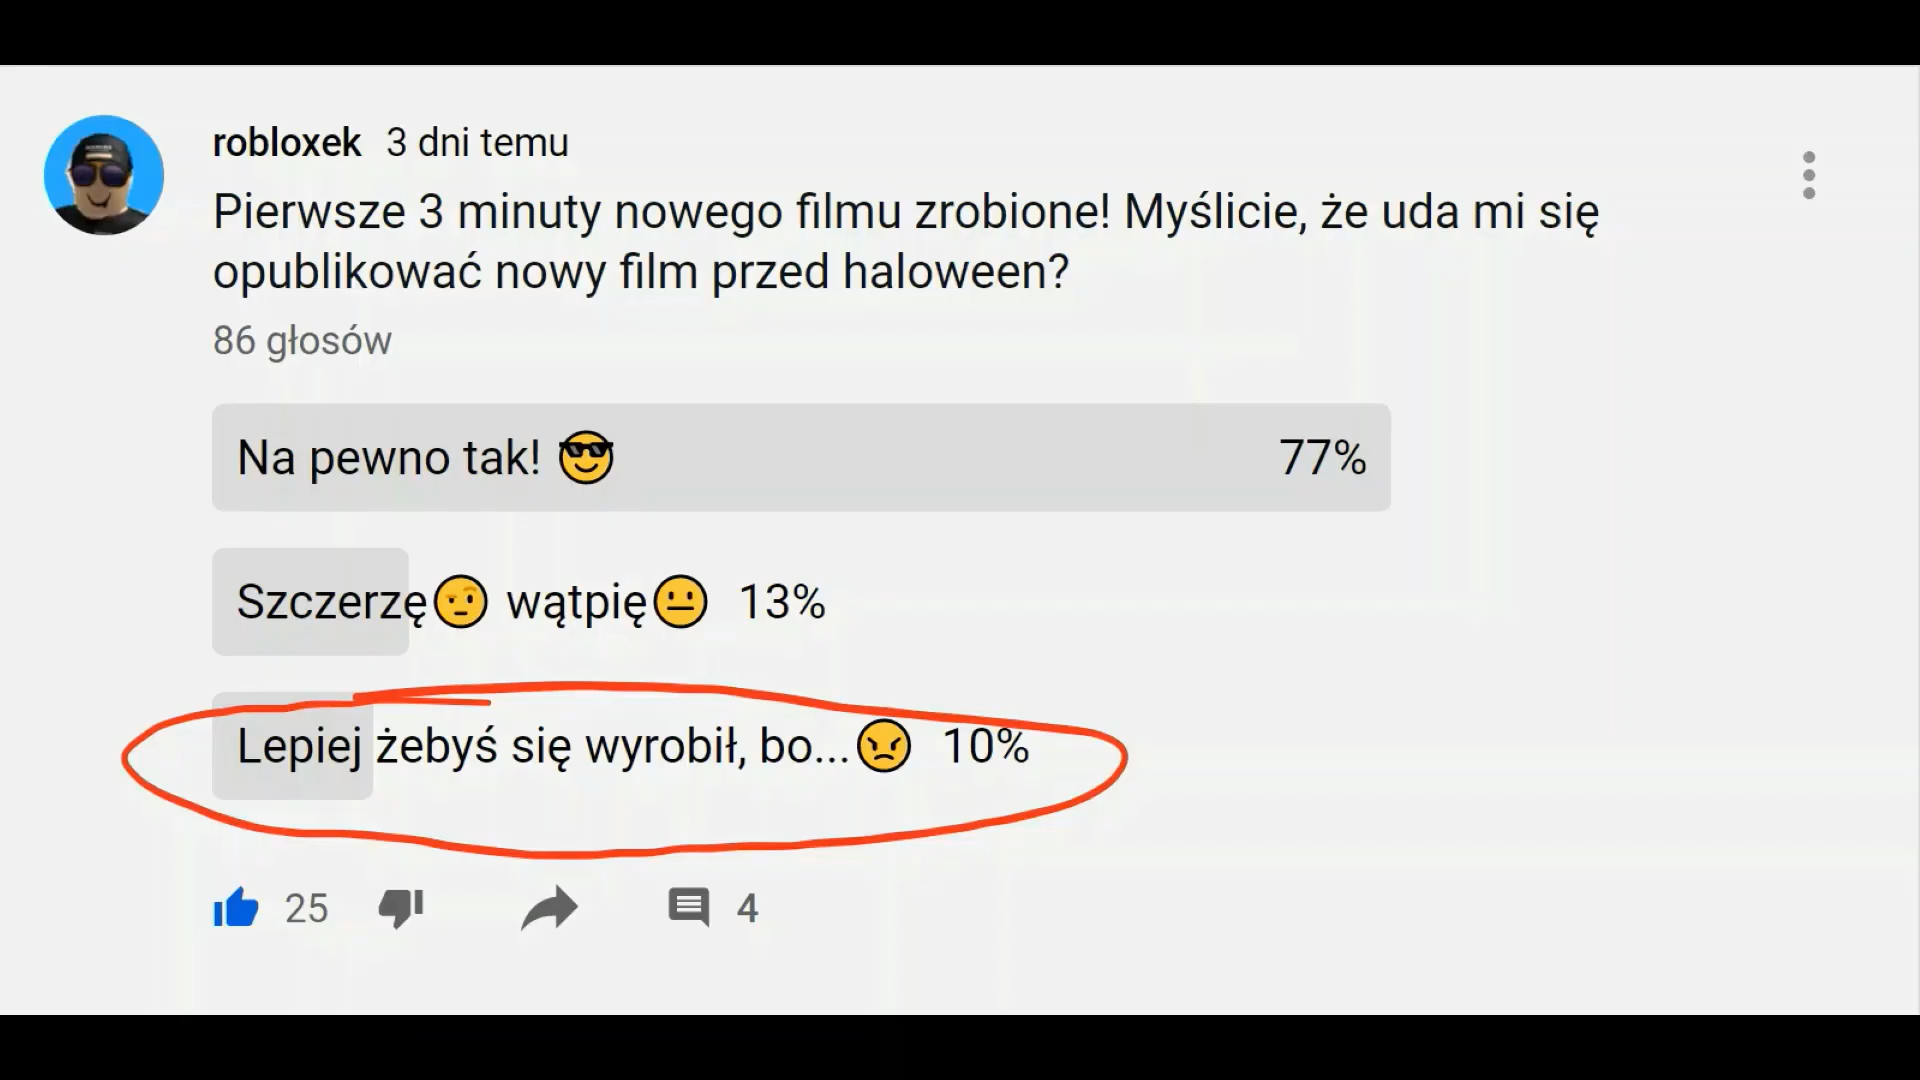 robloxek 3 dni temu
Pierwsze 3 minuty nowego filmu zrobione! Myślicie, że uda mi się
opublikować nowy film przed haloween?
86 głosów
Na pewno tak! 😎 77%
Szczerzę🤨 wątpię😐 13%
Lepiej żebyś się wyrobił, bo...😠 10%
25 4